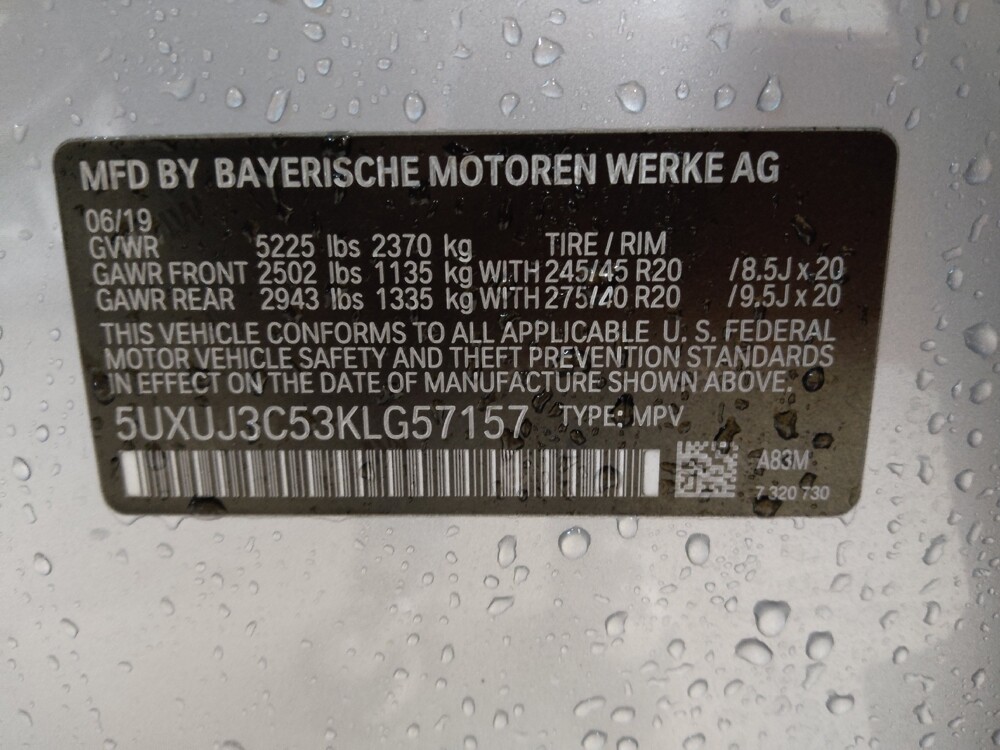 MFD BY BAYERISCHE MOTOREN WERKE AG
06/19
GVWR 5225 lbs 2370 kg TIRE / RIM
GAWR FRONT 2502 lbs 1135 kg WITH 245/45 R20 /8.5J x 20
GAWR REAR 2943 lbs 1335 kg WITH 275/40 R20 /9.5J x 20
THIS VEHICLE CONFORMS TO ALL APPLICABLE U. S. FEDERAL
MOTOR VEHICLE SAFETY AND THEFT PREVENTION STANDARDS
IN EFFECT ON THE DATE OF MANUFACTURE SHOWN ABOVE.
5UXUJ3C53KLG57157 TYPE: MPV
A83M
7 320 730